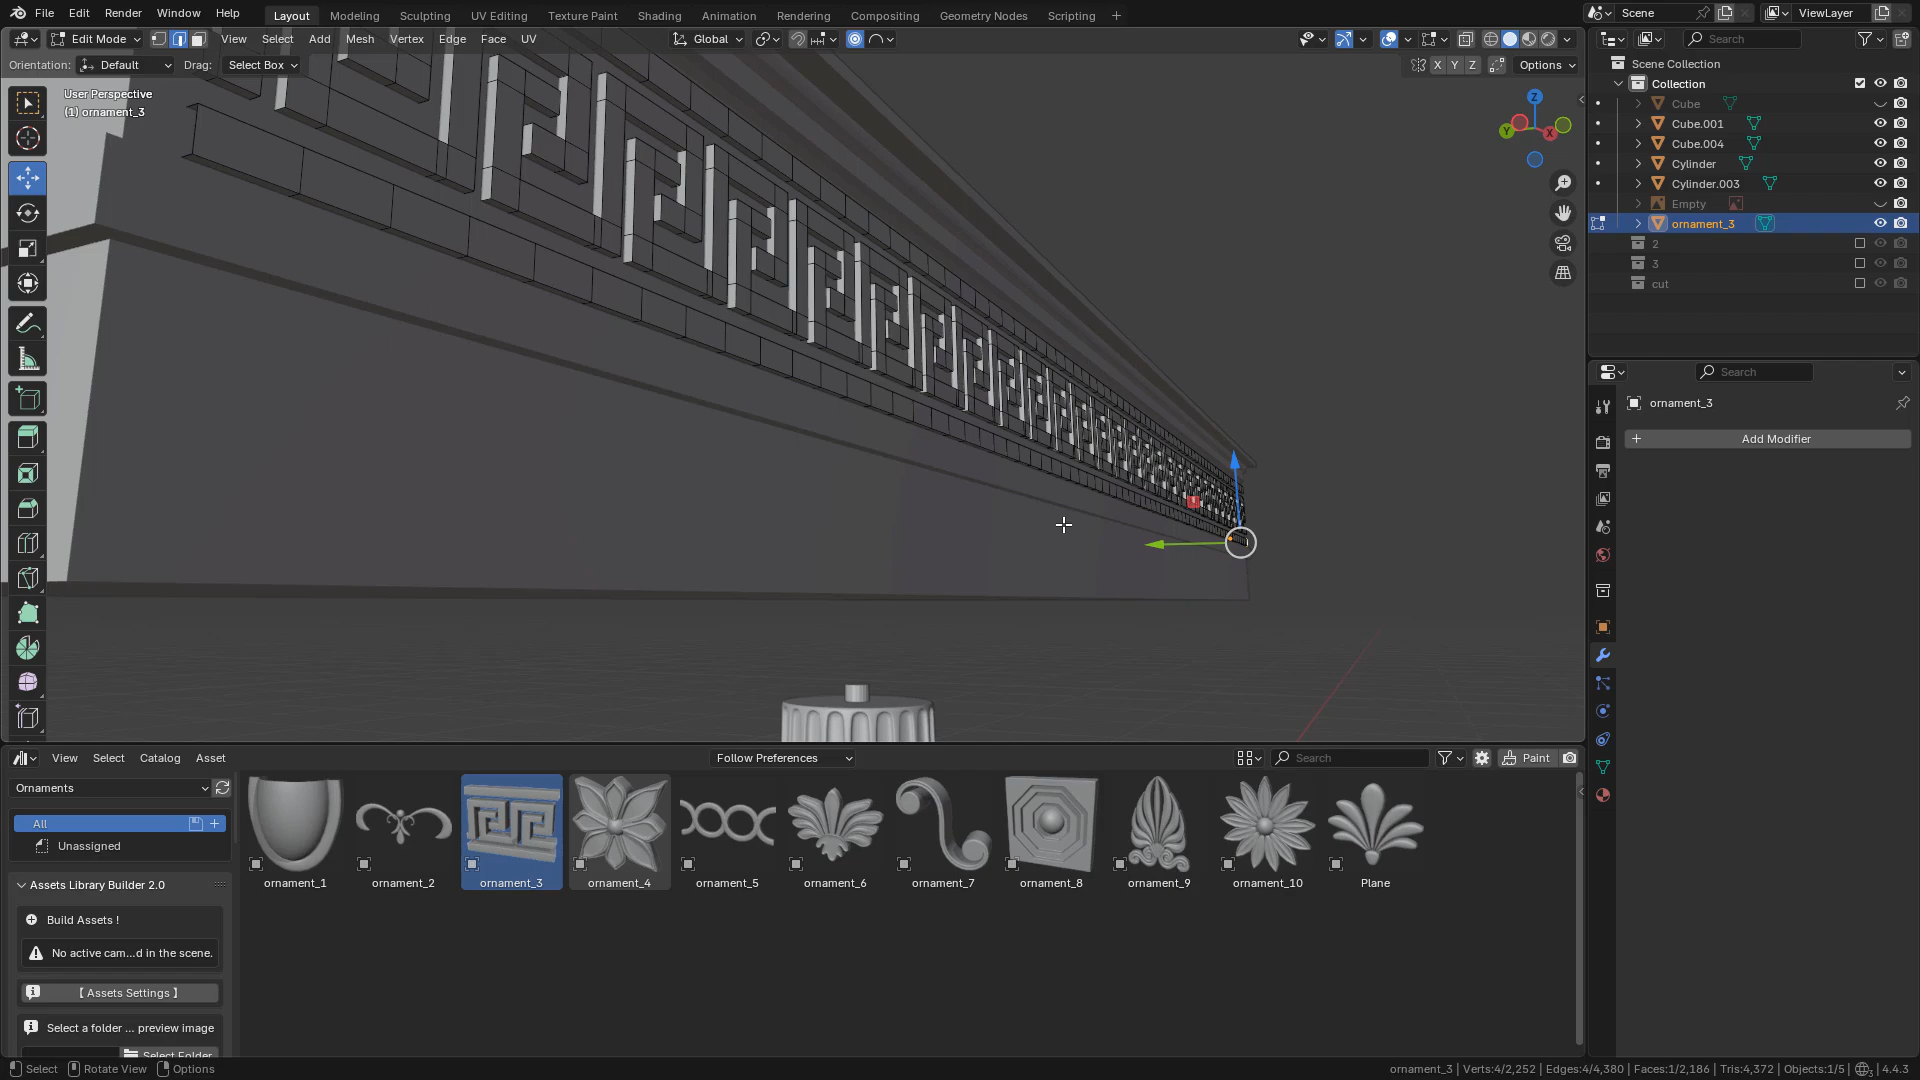 File Edit Render Window Help Layout Modeling Sculpting UV Editing Texture Paint Shading Animation Rendering Compositing Geometry Nodes Scripting + Scene ViewLayer
Edit Mode View Select Add Mesh Vertex Edge Face UV Global Search
Orientation: Default Drag: Select Box X Y Z Options
Scene Collection
User Perspective
(1) ornament_3
Collection
Cube
Cube.001
Cube.004
Cylinder
Cylinder.003
Empty
ornament_3
2
3
cut
Z
Y
X
Search
ornament_3
+ Add Modifier
View Select Catalog Asset Follow Preferences Search Paint
Ornaments
All
Unassigned
Assets Library Builder 2.0
Build Assets !
No active cam...d in the scene.
【 Assets Settings 】
Select a folder ... preview image
Select Folder
ornament_1 ornament_2 ornament_3 ornament_4 ornament_5 ornament_6 ornament_7 ornament_8 ornament_9 ornament_10 Plane
Select Rotate View Options ornament_3 | Verts:4/2,252 | Edges:4/4,380 | Faces:1/2,186 | Tris:4,372 | Objects:1/5 | 3 | 4.4.3